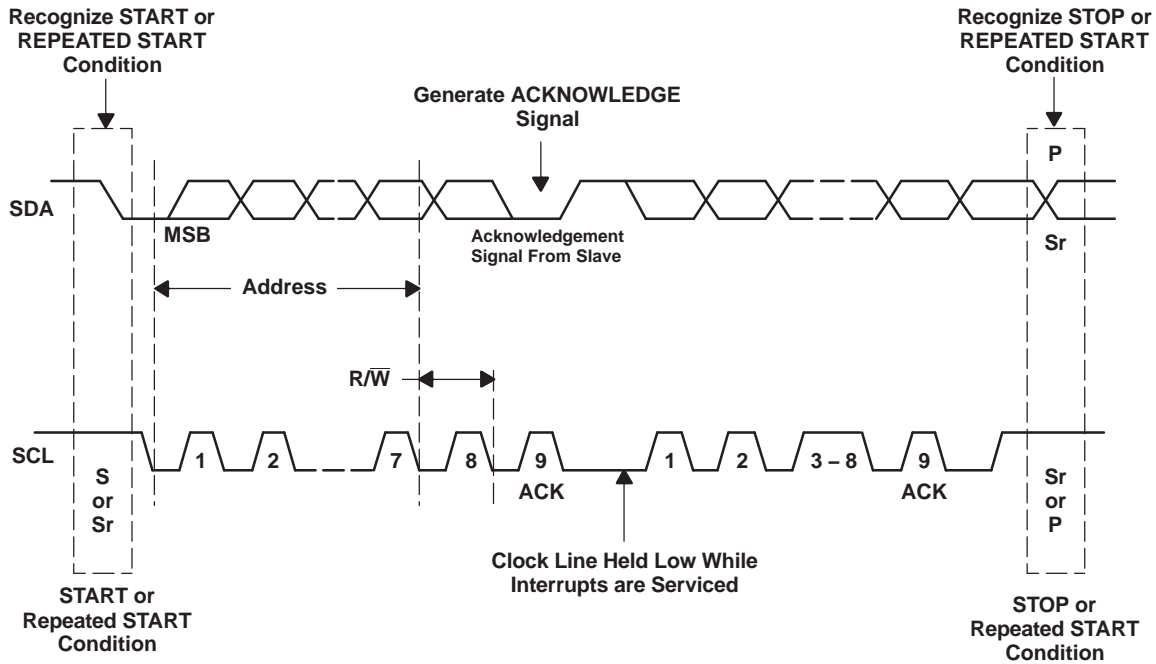 Recognize START or
REPEATED START
Condition
Recognize STOP or
REPEATED START
Condition
Generate ACKNOWLEDGE
Signal
P
SDA
MSB
Acknowledgement
Signal From Slave
Sr
Address
R/W̅
SCL
1
2
7
8
9
1
2
3 – 8
9
ACK
ACK
S
or
Sr
Sr
or
P
Clock Line Held Low While
Interrupts are Serviced
START or
Repeated START
Condition
STOP or
Repeated START
Condition